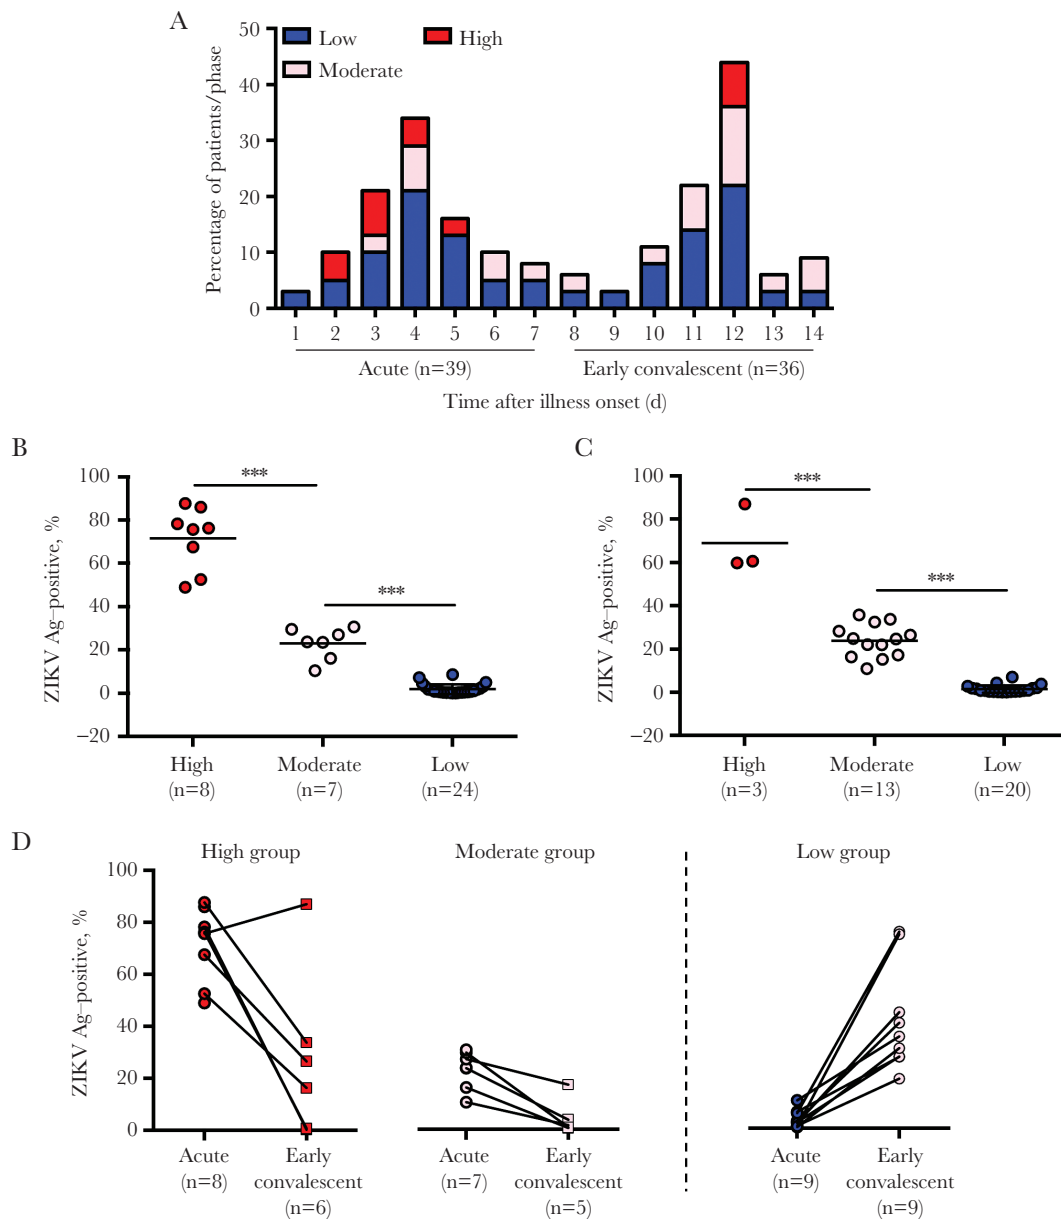 A
Low
High
Moderate
Percentage of patients/phase
50
40
30
20
10
0
1 2 3 4 5 6 7 8 9 10 11 12 13 14
Acute (n=39) Early convalescent (n=36)
Time after illness onset (d)
B
ZIKV Ag–positive, %
100
80
60
40
20
0
–20
***
***
High Moderate Low
(n=8) (n=7) (n=24)
C
ZIKV Ag–positive, %
100
80
60
40
20
0
–20
***
***
High Moderate Low
(n=3) (n=13) (n=20)
D
High group Moderate group Low group
ZIKV Ag–positive, %
100
80
60
40
20
0
Acute Early
(n=8) convalescent
(n=6)
Acute Early
(n=7) convalescent
(n=5)
Acute Early
(n=9) convalescent
(n=9)